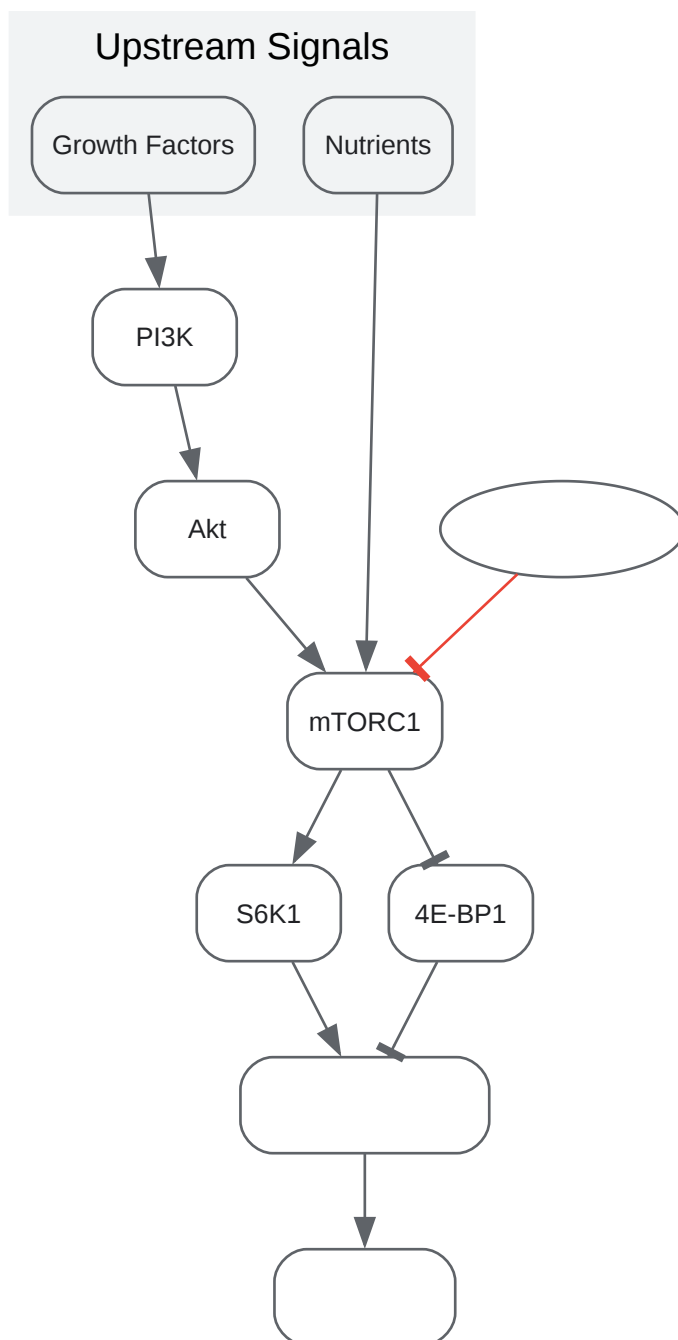 Upstream Signals
Growth Factors
Nutrients
PI3K
Akt
mTORC1
S6K1
4E-BP1